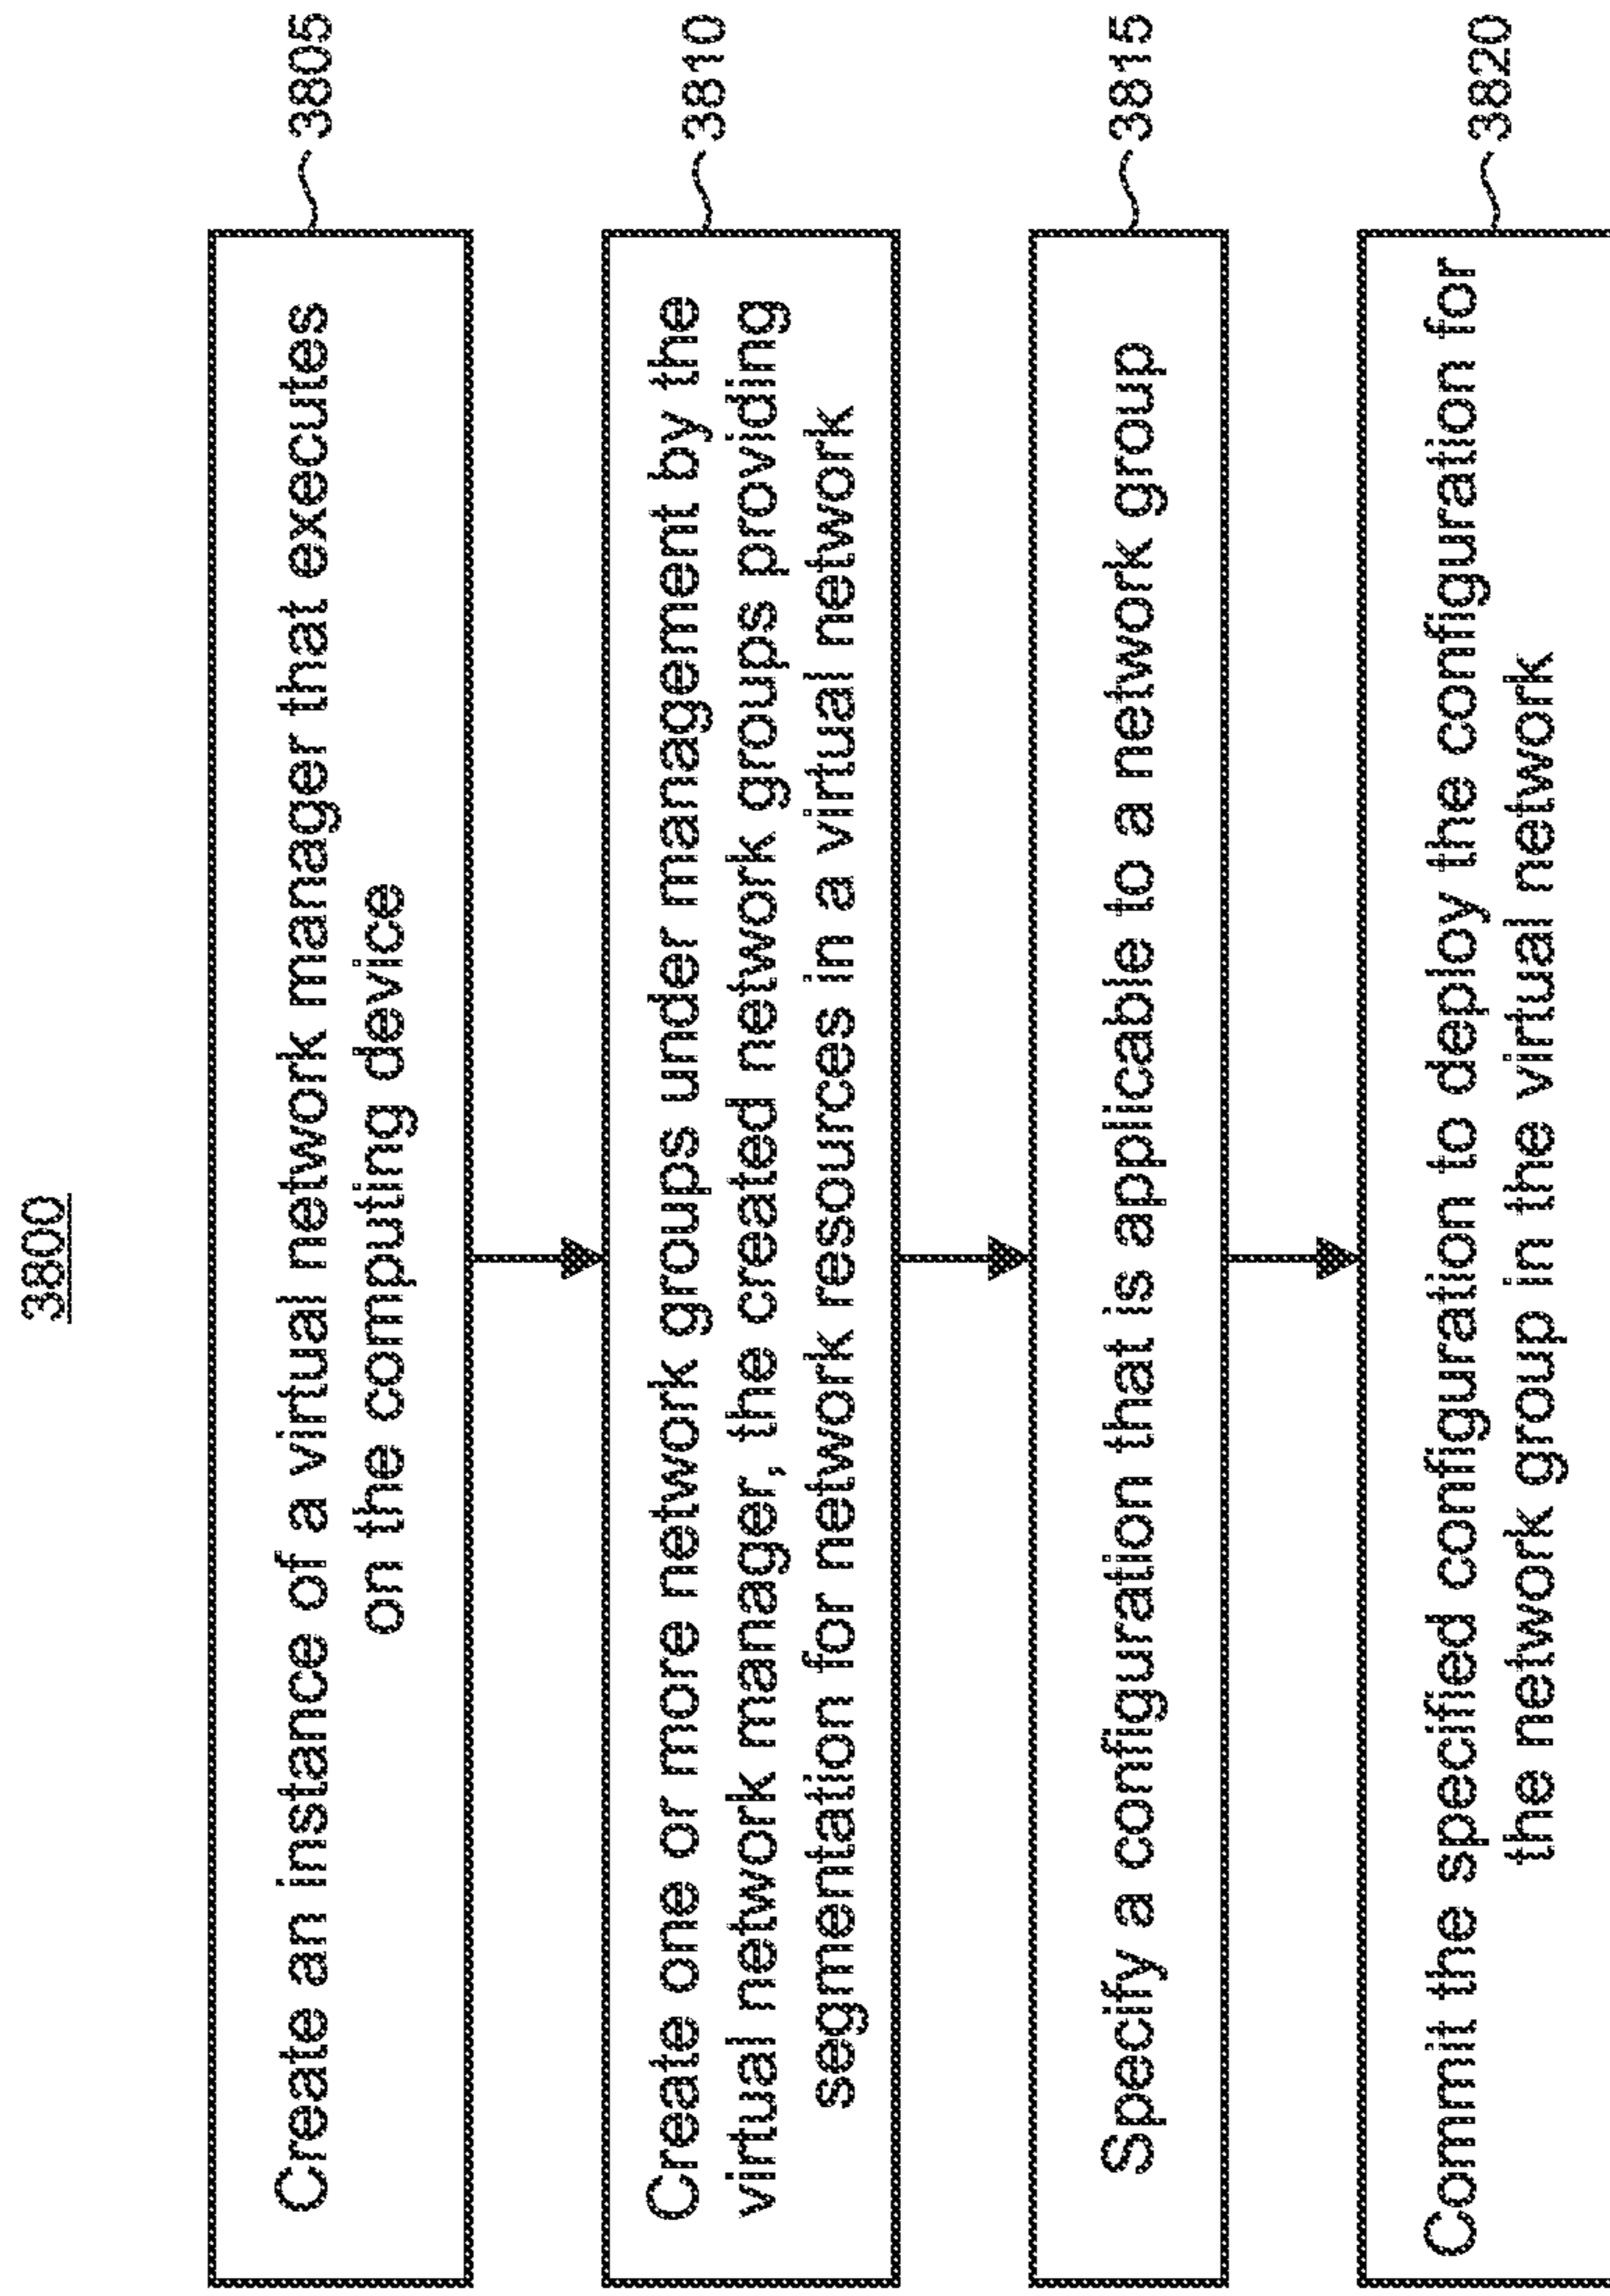 3800
Create an instance of a virtual network manager that executes
on the computing device
3805
Create one or more network groups under management by the
virtual network manager, the created network groups providing
segmentation for network resources in a virtual network
3810
Specify a configuration that is applicable to a network group
3815
Commit the specified configuration to deploy the configuration for
the network group in the virtual network
3820